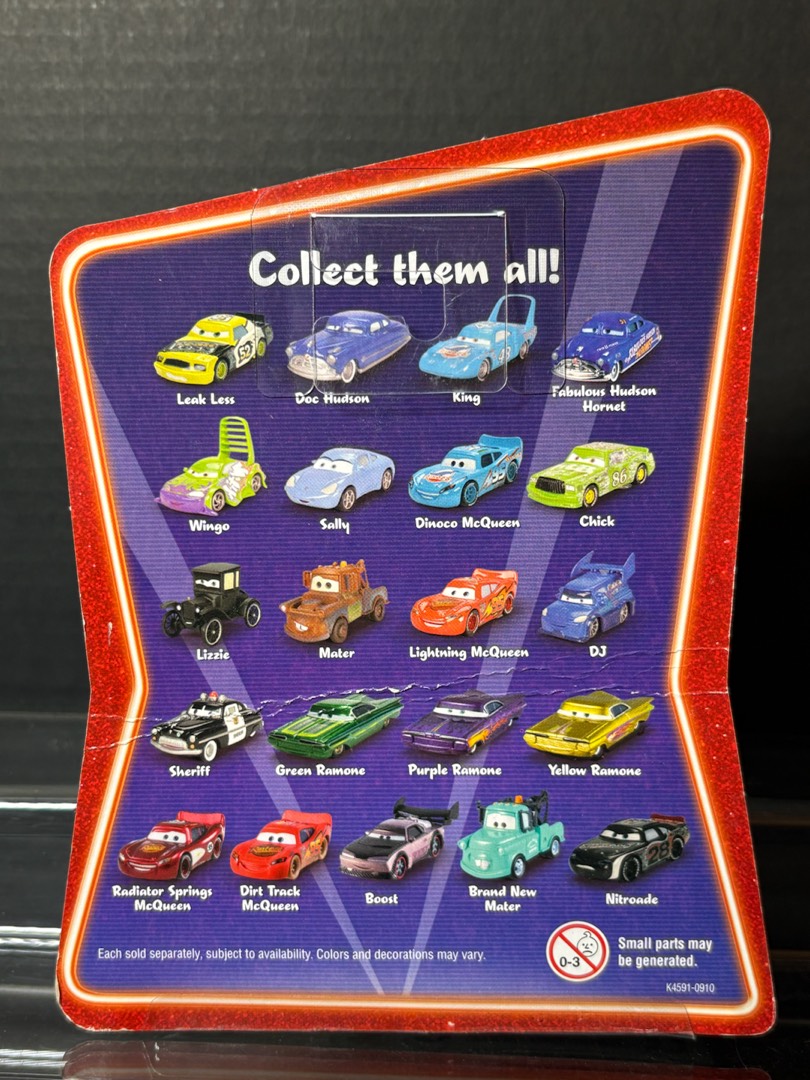 Collect them all!
52
Leak Less
Doc Hudson
King
Fabulous Hudson
Hornet
Wingo
Sally
Dinoco McQueen
86
Chick
Lizzie
Mater
Lightning McQueen
DJ
Sheriff
Green Ramone
Purple Ramone
Yellow Ramone
Radiator Springs
McQueen
Dirt Track
McQueen
Boost
Brand New
Mater
28
Nitroade
Each sold separately, subject to availability. Colors and decorations may vary.
0-3
Small parts may
be generated.
K4591-0910